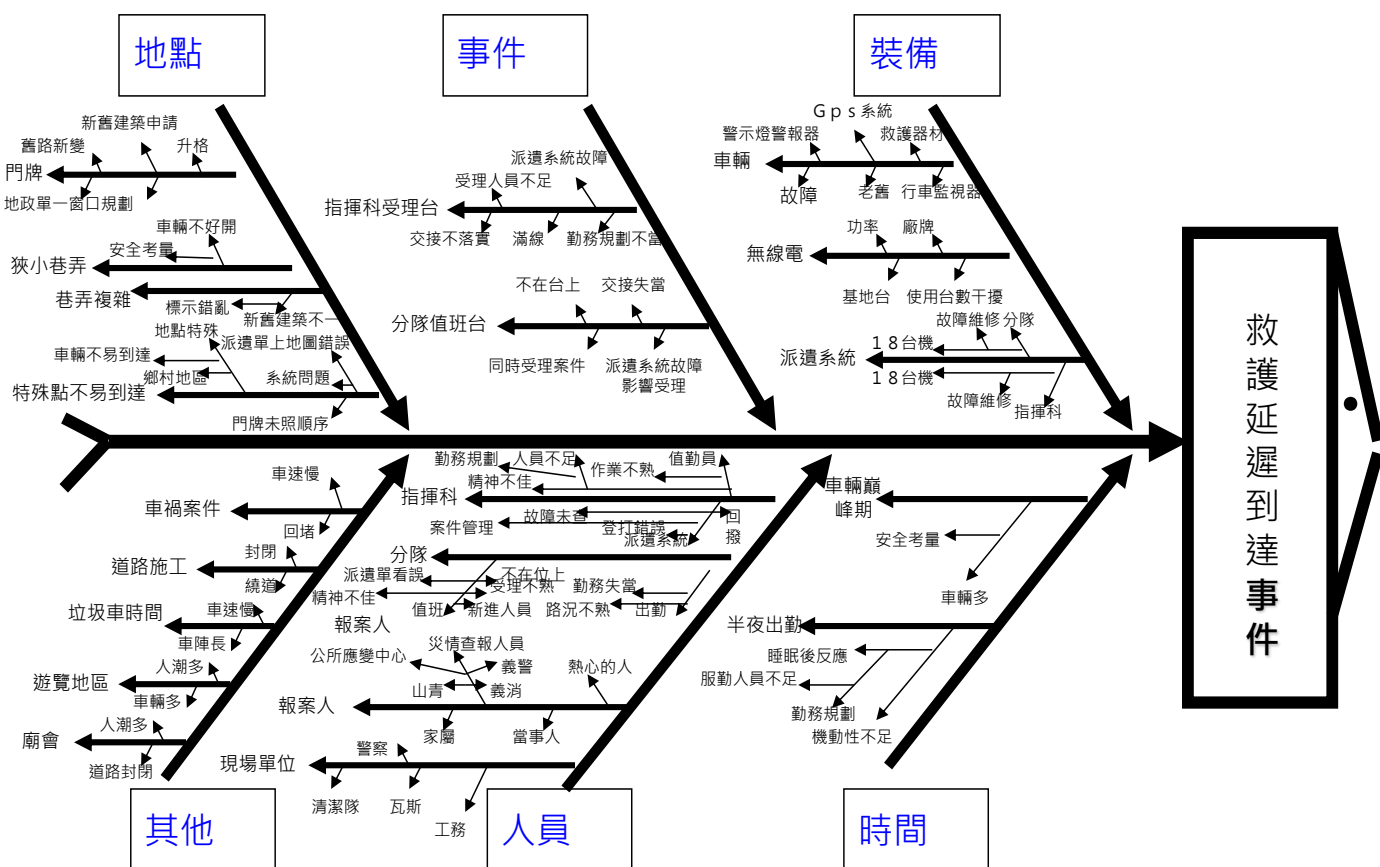 地點
事件
裝備
新舊建築申請
舊路新變
升格
門牌
地政單一窗口規劃
車輛不好開
安全考量
狹小巷弄
巷弄複雜
標示錯亂
新舊建築不一
地點特殊
派遣單上地圖錯誤
車輛不易到達
鄉村地區
系統問題
特殊點不易到達
門牌未照順序
派遣系統故障
受理人員不足
指揮科受理台
交接不落實
滿線
勤務規劃不當
不在台上
交接失當
分隊值班台
同時受理案件
派遣系統故障
影響受理
Gps系統
警示燈警報器
救護器材
車輛
故障
老舊
行車監視器
功率
廠牌
無線電
基地台
使用台數干擾
故障維修
分隊
18台機
派遣系統
18台機
故障維修
指揮科
救護延遲到達事件
車速慢
車禍案件
回堵
封閉
道路施工
繞道
垃圾車時間
車速慢
車陣長
人潮多
遊覽地區
車輛多
人潮多
廟會
道路封閉
勤務規劃
人員不足
作業不熟
值勤員
精神不佳
指揮科
故障未查
回
撥
案件管理
登打錯誤
派遣系統
分隊
派遣單看誤
不在位上
受理不熟
勤務失當
精神不佳
值班
新進人員
路況不熟
出勤
報案人
災情查報人員
公所應變中心
義警
熱心的人
山青
義消
報案人
家屬
當事人
警察
現場單位
清潔隊
瓦斯
工務
車輛巔
峰期
安全考量
車輛多
半夜出勤
睡眠後反應
服勤人員不足
勤務規劃
機動性不足
其他
人員
時間